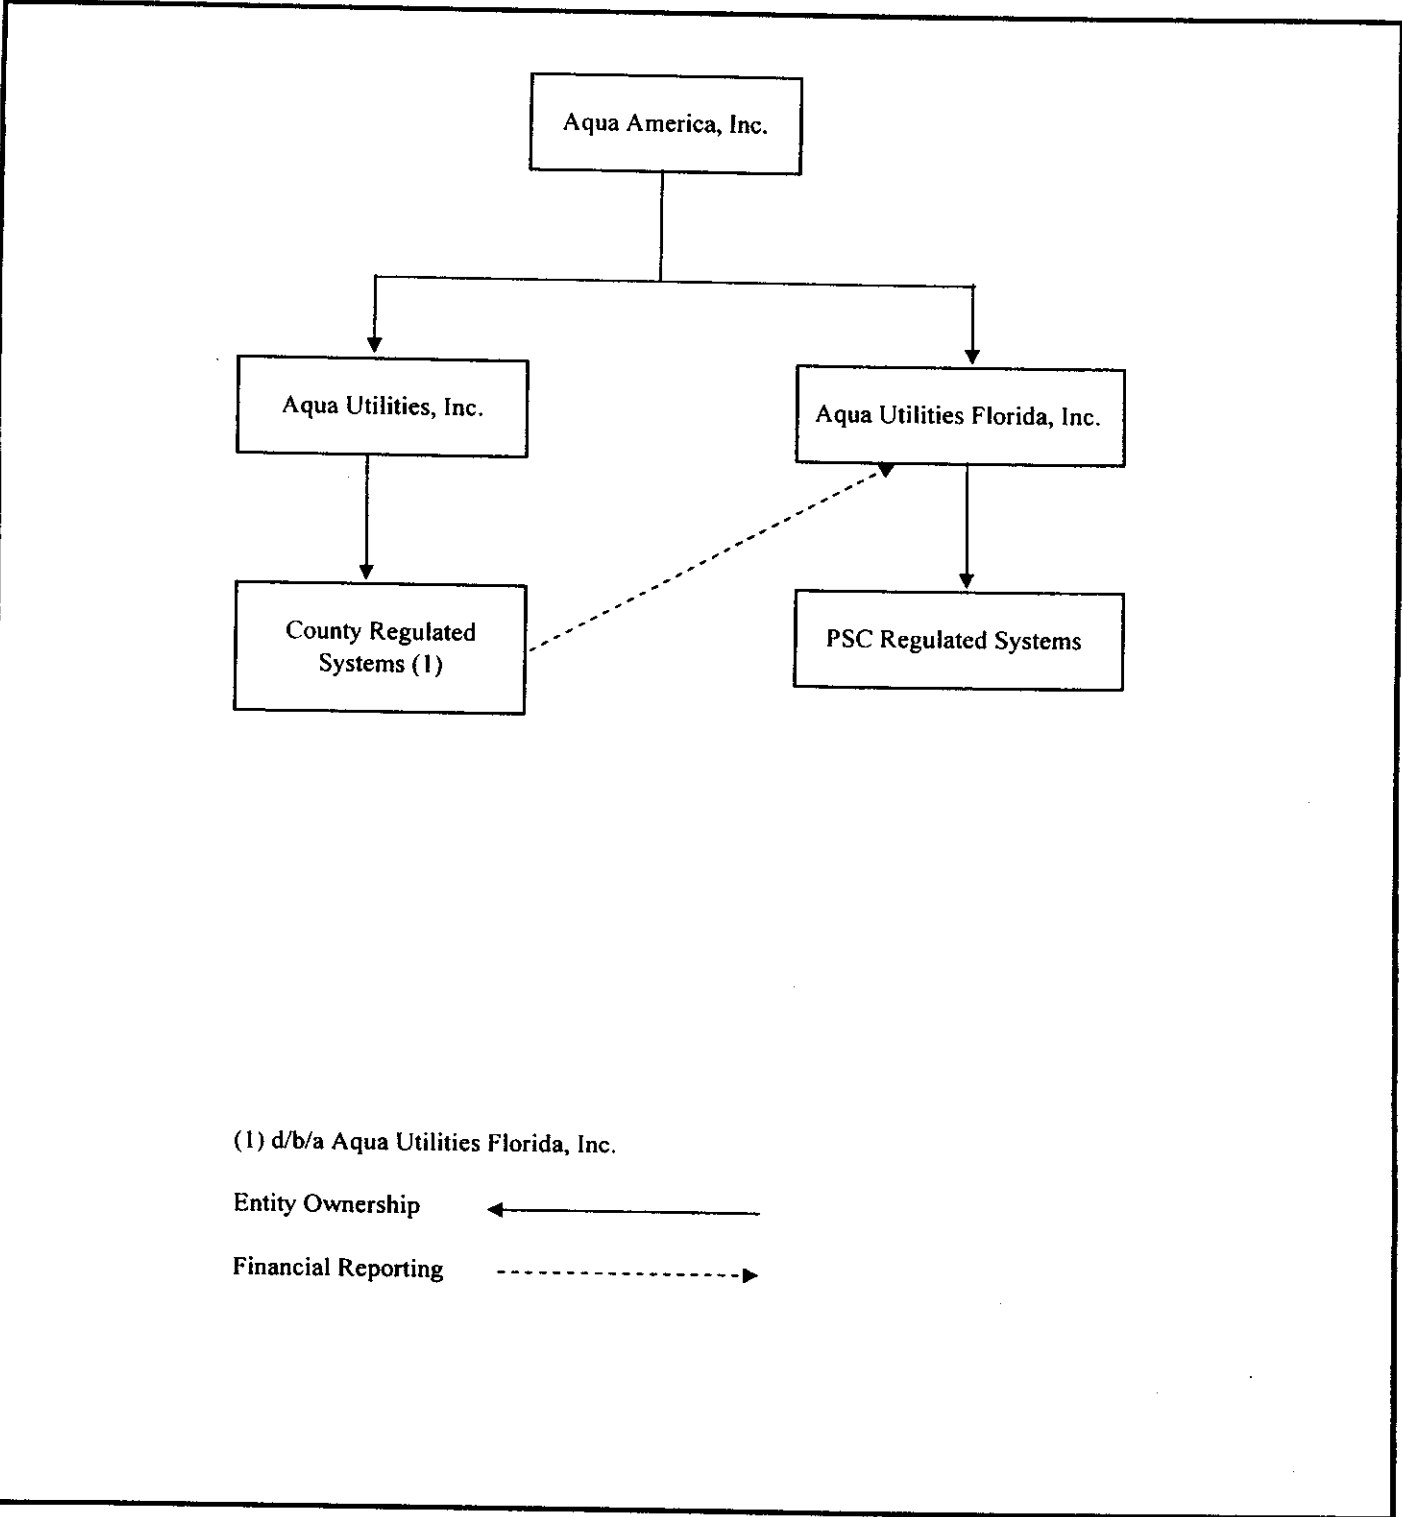 Aqua America, Inc.
Aqua Utilities, Inc.
Aqua Utilities Florida, Inc.
County Regulated
Systems (1)
PSC Regulated Systems
(1) d/b/a Aqua Utilities Florida, Inc.
Entity Ownership
Financial Reporting